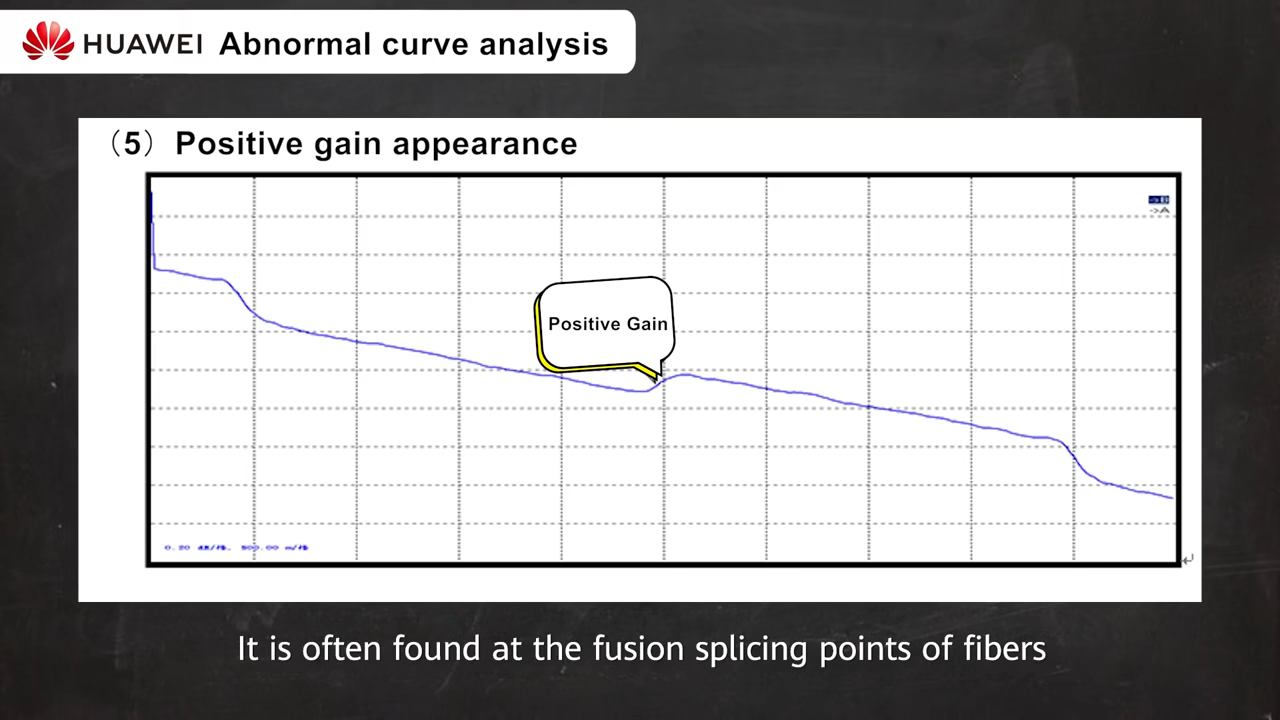 HUAWEI Abnormal curve analysis
（5）Positive gain appearance
->B
->A
Positive Gain
It is often found at the fusion splicing points of fibers